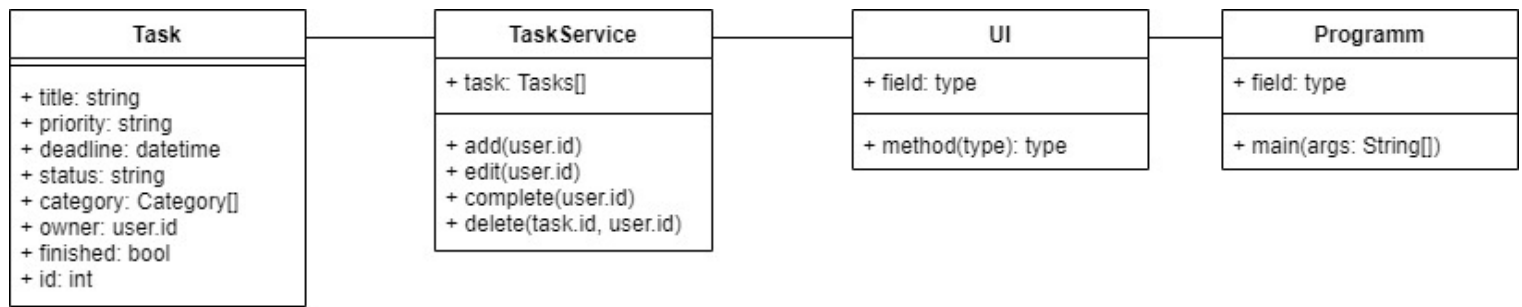 Task
+ title: string
+ priority: string
+ deadline: datetime
+ status: string
+ category: Category[]
+ owner: user.id
+ finished: bool
+ id: int
TaskService
+ task: Tasks[]
+ add(user.id)
+ edit(user.id)
+ complete(user.id)
+ delete(task.id, user.id)
UI
+ field: type
+ method(type): type
Programm
+ field: type
+ main(args: String[])